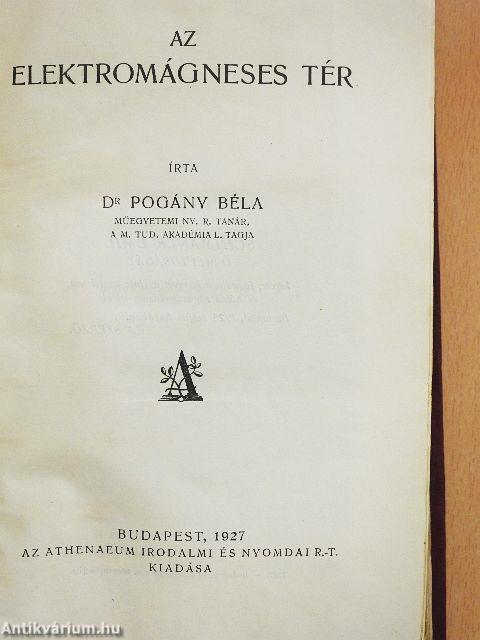 AZ
ELEKTROMÁGNESES TÉR
ÍRTA
DR POGÁNY BÉLA
MŰEGYETEMI NY. R. TANÁR,
A M. TUD. AKADÉMIA L. TAGJA
A
BUDAPEST, 1927
AZ ATHENAEUM IRODALMI ÉS NYOMDAI R.-T.
KIADÁSA
Antikvárium.hu